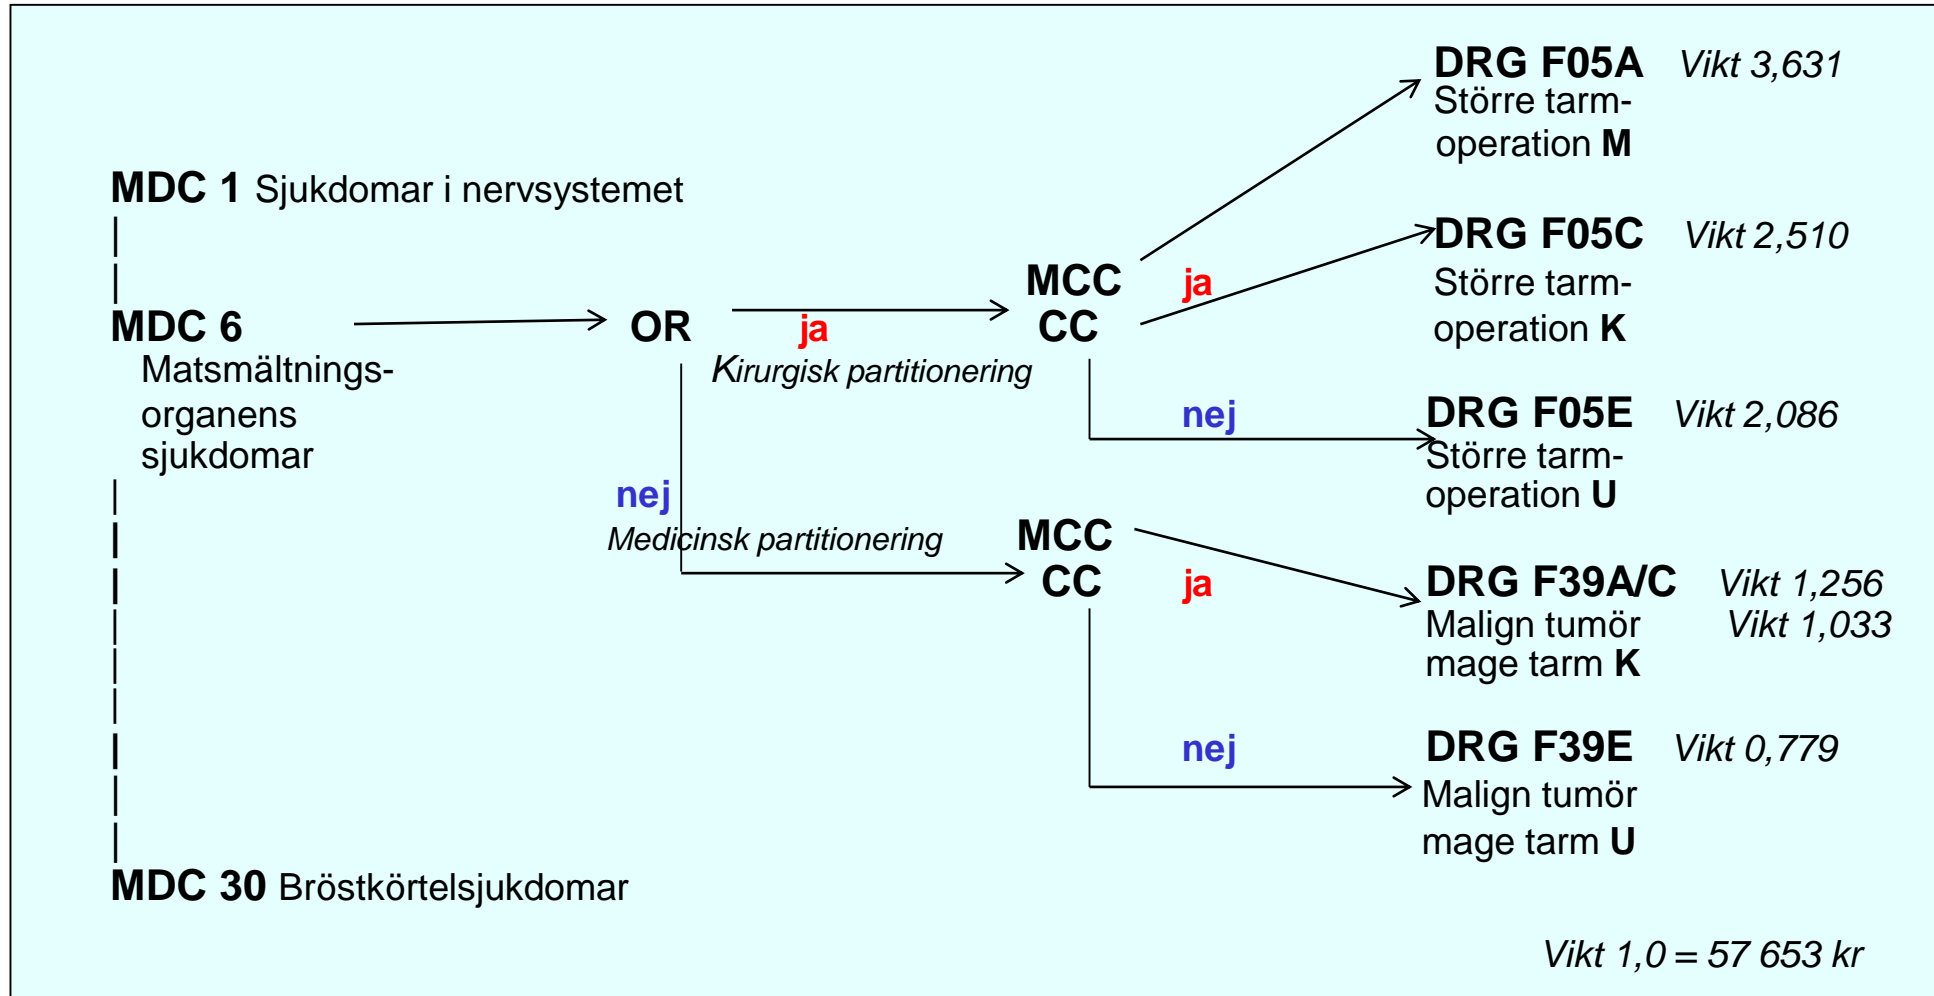 MDC 1 Sjukdomar i nervsystemet
MDC 6
Matsmältnings-
organens
sjukdomar
MDC 30 Bröstkörtelsjukdomar
OR
ja
Kirurgisk partitionering
nej
Medicinsk partitionering
MCC
CC
ja
nej
MCC
CC
ja
nej
DRG F05A Vikt 3,631
Större tarm-
operation M
DRG F05C Vikt 2,510
Större tarm-
operation K
DRG F05E Vikt 2,086
Större tarm-
operation U
DRG F39A/C Vikt 1,256
Malign tumör Vikt 1,033
mage tarm K
DRG F39E Vikt 0,779
Malign tumör
mage tarm U
Vikt 1,0 = 57 653 kr